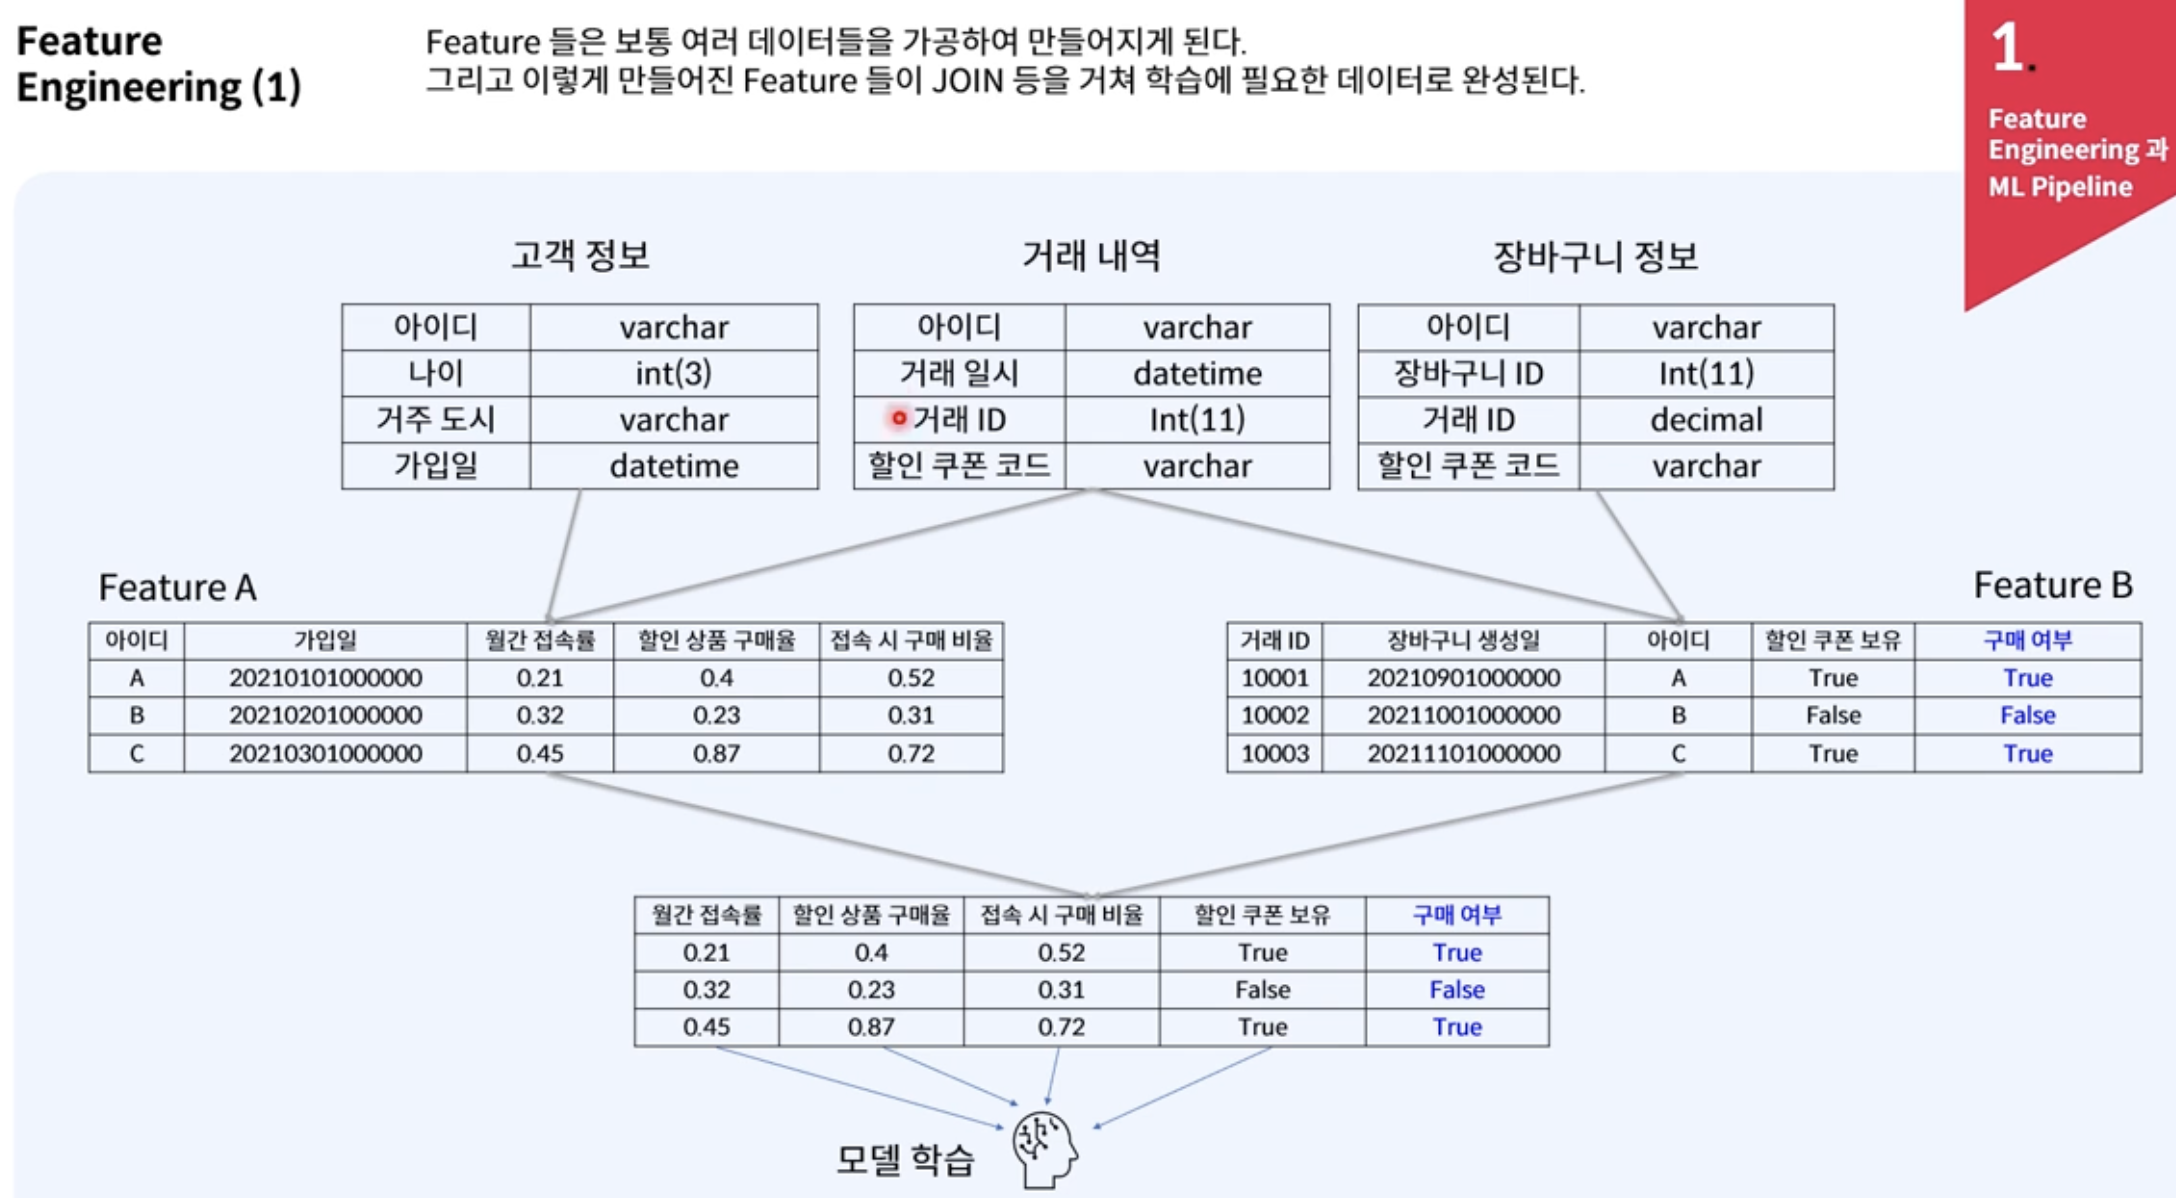 Feature
Engineering (1)
Feature 들은 보통 여러 데이터들을 가공하여 만들어지게 된다.
그리고 이렇게 만들어진 Feature 들이 JOIN 등을 거쳐 학습에 필요한 데이터로 완성된다.
1.
Feature
Engineering 과
ML Pipeline
고객 정보
아이디 varchar
나이 int(3)
거주 도시 varchar
가입일 datetime
거래 내역
아이디 varchar
거래 일시 datetime
거래 ID Int(11)
할인 쿠폰 코드 varchar
장바구니 정보
아이디 varchar
장바구니 ID Int(11)
거래 ID decimal
할인 쿠폰 코드 varchar
Feature A
아이디 가입일 월간 접속률 할인 상품 구매율 접속 시 구매 비율
A 20210101000000 0.21 0.4 0.52
B 20210201000000 0.32 0.23 0.31
C 20210301000000 0.45 0.87 0.72
Feature B
거래 ID 장바구니 생성일 아이디 할인 쿠폰 보유 구매 여부
10001 20210901000000 A True True
10002 20211001000000 B False False
10003 20211101000000 C True True
월간 접속률 할인 상품 구매율 접속 시 구매 비율 할인 쿠폰 보유 구매 여부
0.21 0.4 0.52 True True
0.32 0.23 0.31 False False
0.45 0.87 0.72 True True
모델 학습